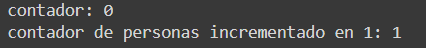 contador: 0
contador de personas incrementado en 1: 1